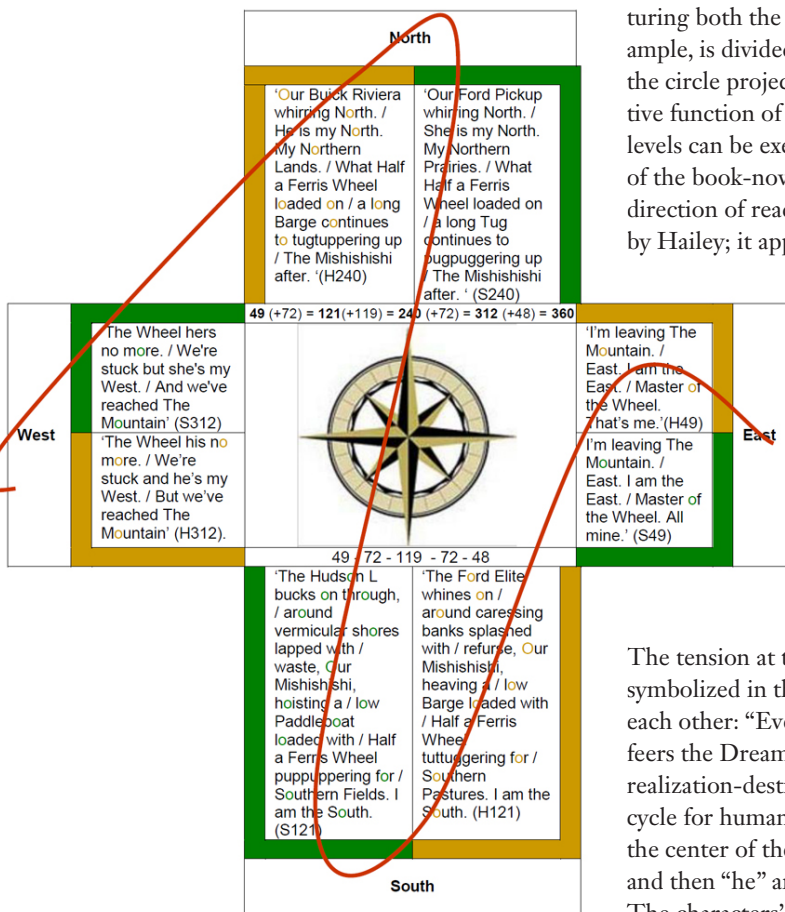 North
'Our Buick Riviera
whirring North. /
He is my North.
My Northern
Lands. / What Half
a Ferris Wheel
loaded on / a long
Barge continues
to tugtuppering up
/ The Mishishishi
after. '(H240)
'Our Ford Pickup
whirring North. /
She is my North.
My Northern
Prairies. / What
Half a Ferris
Wheel loaded on
/ a long Tug
continues to
pugpuggering up
/ The Mishishishi
after. ' (S240)
49 (+72) = 121(+119) = 240 (+72) = 312 (+48) = 360
West
'The Wheel hers
no more. / We're
stuck but she's my
West. / And we've
reached The
Mountain' (S312)
'The Wheel his no
more. / We're
stuck and he's my
West. / But we've
reached The
Mountain' (H312).
'I'm leaving The
Mountain. /
East. I am the
East. / Master of
the Wheel.
That's me.'(H49)
I'm leaving The
Mountain. /
East. I am the
East. / Master of
the Wheel. All
mine.' (S49)
East
49 - 72 - 119 - 72 - 48
'The Hudson L
bucks on through,
/ around
vermicular shores
lapped with /
waste, Our
Mishishishi,
hoisting a / low
Paddleboat
loaded with / Half
a Ferris Wheel
puppuppering for /
Southern Fields. I
am the South.
(S121)
'The Ford Elite
whines on /
around caressing
banks splashed
with / refurse, Our
Mishishishi,
heaving a / low
Barge loaded with
/ Half a Ferris
Wheel
tuttuggering for /
Southern
Pastures. I am the
South. (H121)
South
turing both the
ample, is divided
the circle projec
tive function of
levels can be exe
of the book-nov
direction of read
by Hailey; it app
The tension at t
symbolized in th
each other: “Eve
feers the Dream
realization-desti
cycle for human
the center of the
and then “he” an
The characters'